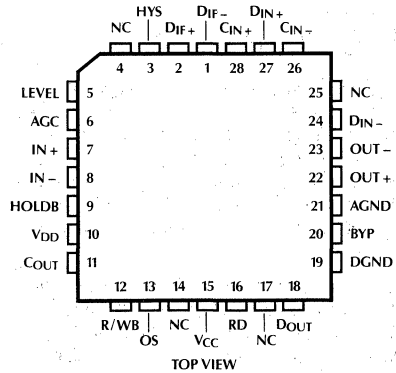 HYS DIF− DIN+
NC DIF+ CIN+ CIN−
4 3 2 1 28 27 26
LEVEL 5 25 NC
AGC 6 24 DIN−
IN+ 7 23 OUT−
IN− 8 22 OUT+
HOLDB 9 21 AGND
VDD 10 20 BYP
COUT 11 19 DGND
12 13 14 15 16 17 18
R/WB NC RD DOUT
OS VCC NC
TOP VIEW